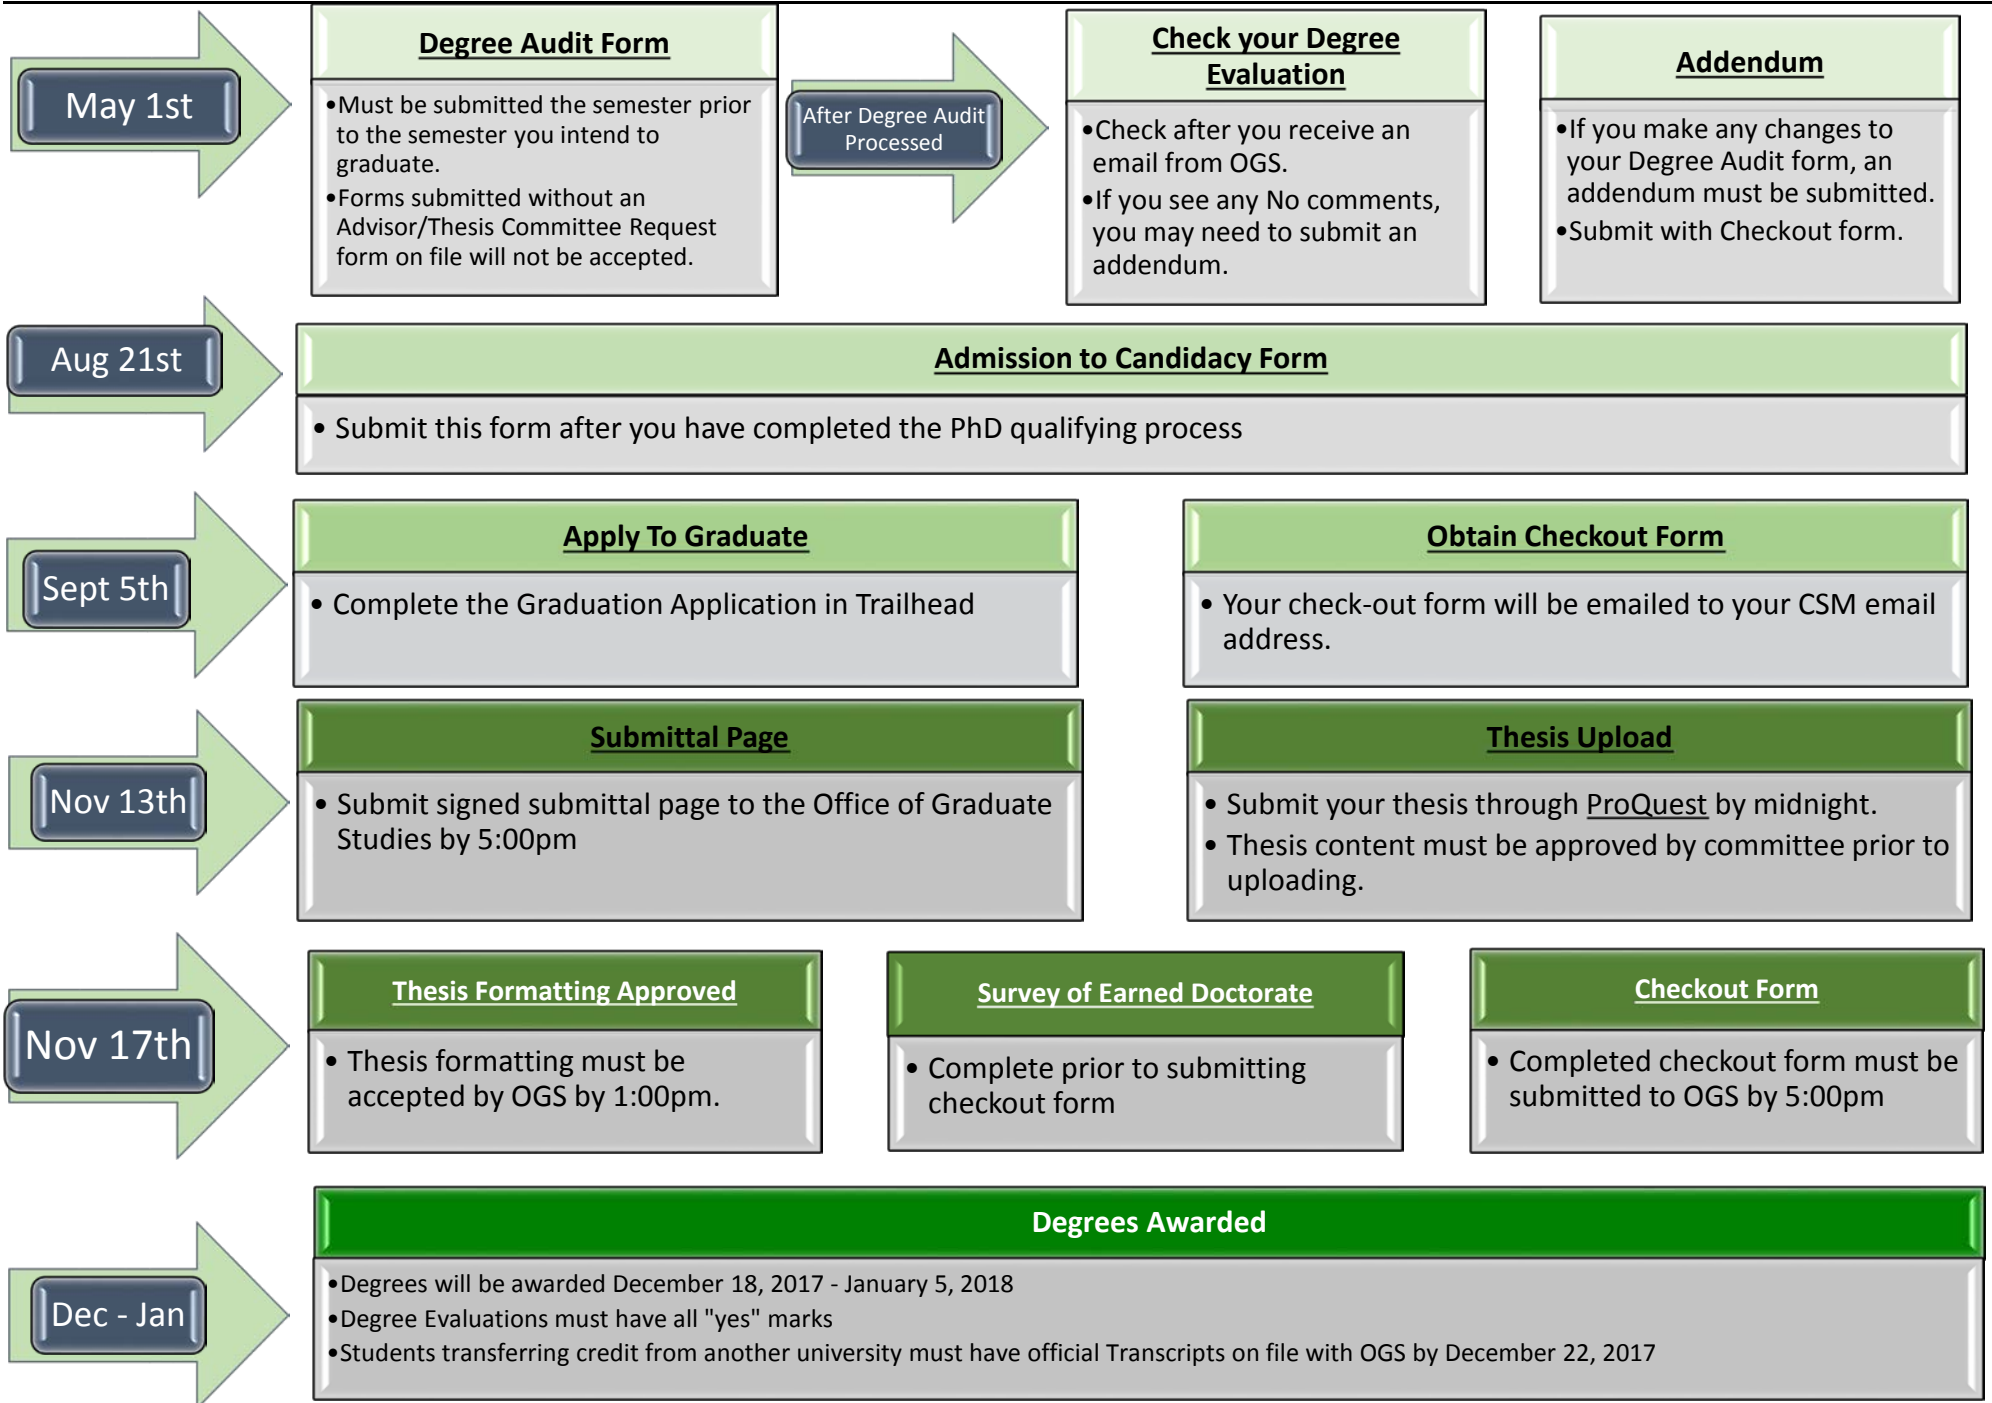 May 1st
Degree Audit Form
•Must be submitted the semester prior
to the semester you intend to
graduate.
•Forms submitted without an
Advisor/Thesis Committee Request
form on file will not be accepted.
After Degree Audit
Processed
Check your Degree
Evaluation
•Check after you receive an
email from OGS.
•If you see any No comments,
you may need to submit an
addendum.
Addendum
•If you make any changes to
your Degree Audit form, an
addendum must be submitted.
•Submit with Checkout form.
Aug 21st
Admission to Candidacy Form
• Submit this form after you have completed the PhD qualifying process
Sept 5th
Apply To Graduate
• Complete the Graduation Application in Trailhead
Obtain Checkout Form
• Your check-out form will be emailed to your CSM email
address.
Nov 13th
Submittal Page
• Submit signed submittal page to the Office of Graduate
Studies by 5:00pm
Thesis Upload
• Submit your thesis through ProQuest by midnight.
• Thesis content must be approved by committee prior to
uploading.
Nov 17th
Thesis Formatting Approved
• Thesis formatting must be
accepted by OGS by 1:00pm.
Survey of Earned Doctorate
• Complete prior to submitting
checkout form
Checkout Form
• Completed checkout form must be
submitted to OGS by 5:00pm
Dec - Jan
Degrees Awarded
•Degrees will be awarded December 18, 2017 - January 5, 2018
•Degree Evaluations must have all "yes" marks
•Students transferring credit from another university must have official Transcripts on file with OGS by December 22, 2017